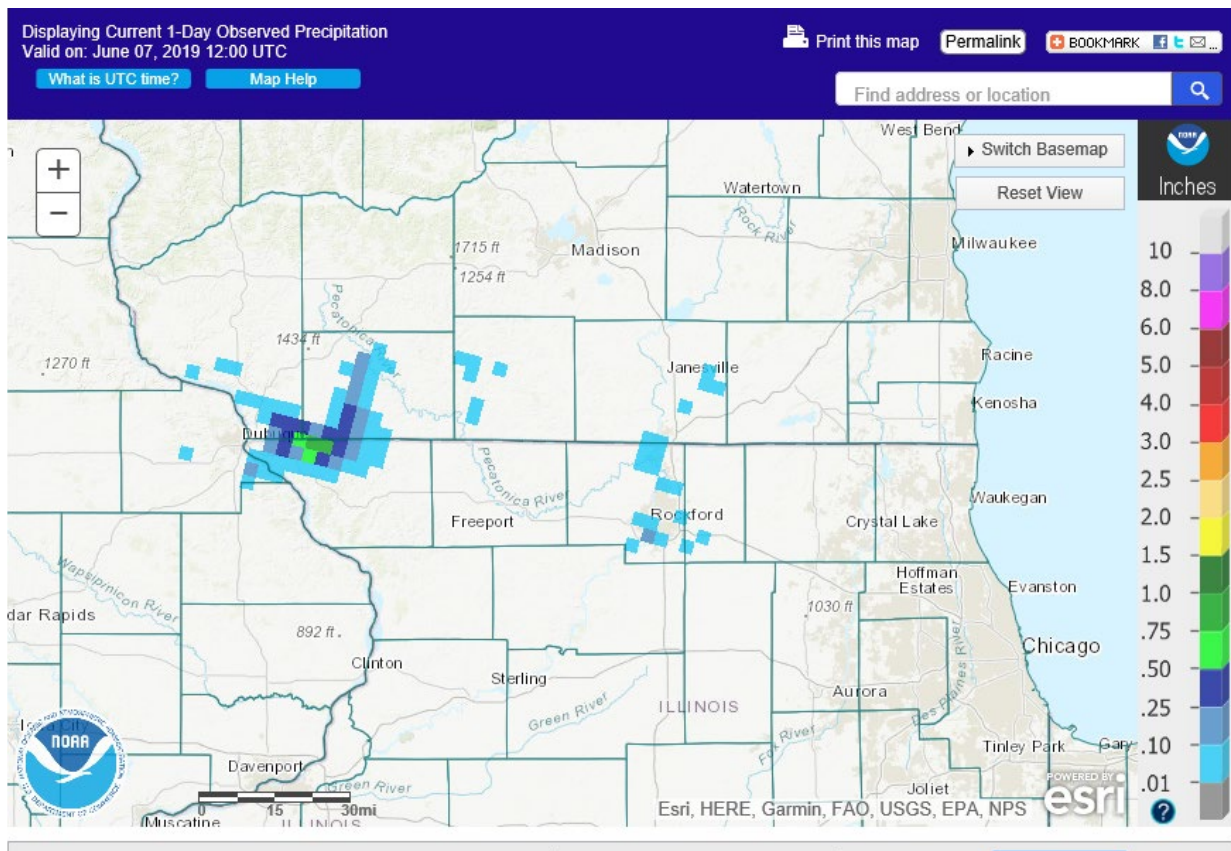 Displaying Current 1-Day Observed Precipitation
Valid on: June 07, 2019 12:00 UTC
What is UTC time?
Map Help
Print this map
Permalink
BOOKMARK
Find address or location
Switch Basemap
Reset View
Inches
10
8.0
6.0
5.0
4.0
3.0
2.5
2.0
1.5
1.0
.75
.50
.25
.10
.01
?
+
−
West Bend
Watertown
Rock River
Milwaukee
Madison
1715 ft
1254 ft
Pecatonica
1434 ft
1270 ft
Racine
Janesville
Kenosha
Pecatonica River
Waukegan
Freeport
Rockford
Crystal Lake
Hoffman
Estates
Evanston
Wapsipinicon River
dar Rapids
1030 ft
892 ft.
Chicago
Clinton
Sterling
Aurora
Des Plaines River
ILLINOIS
Green River
Fox River
NOAA
Tinley Park
Gary
Davenport
Green River
Joliet
0 15 30mi
Muscatine
ILLINOIS
Esri, HERE, Garmin, FAO, USGS, EPA, NPS
POWERED BY
esri